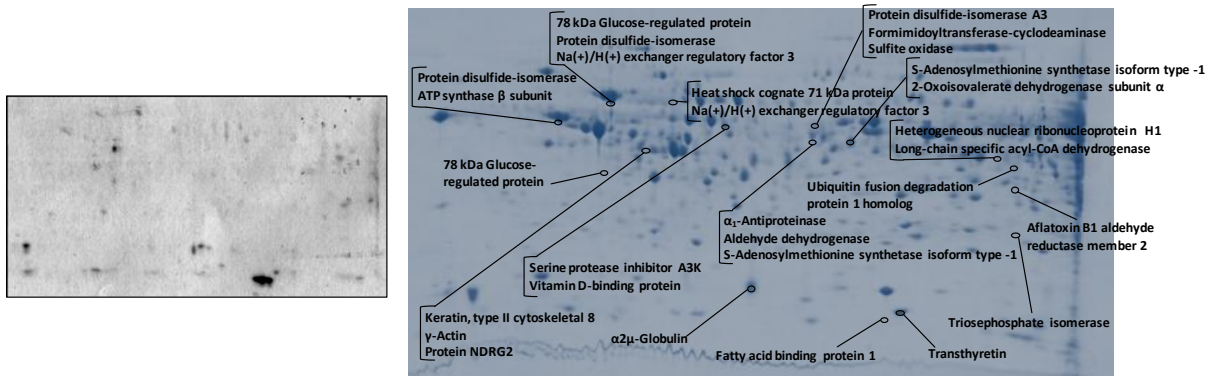 78 kDa Glucose-regulated protein
Protein disulfide-isomerase
Na(+)/H(+) exchanger regulatory factor 3
Protein disulfide-isomerase A3
Formimidoyltransferase-cyclodeaminase
Sulfite oxidase
Protein disulfide-isomerase
ATP synthase β subunit
S-Adenosylmethionine synthetase isoform type -1
2-Oxoisovalerate dehydrogenase subunit α
Heat shock cognate 71 kDa protein
Na(+)/H(+) exchanger regulatory factor 3
Heterogeneous nuclear ribonucleoprotein H1
Long-chain specific acyl-CoA dehydrogenase
78 kDa Glucose-
regulated protein
Ubiquitin fusion degradation
protein 1 homolog
α₁-Antiproteinase
Aldehyde dehydrogenase
S-Adenosylmethionine synthetase isoform type -1
Aflatoxin B1 aldehyde
reductase member 2
Serine protease inhibitor A3K
Vitamin D-binding protein
Keratin, type II cytoskeletal 8
γ-Actin
Protein NDRG2
α2μ-Globulin
Fatty acid binding protein 1
Transthyretin
Triosephosphate isomerase